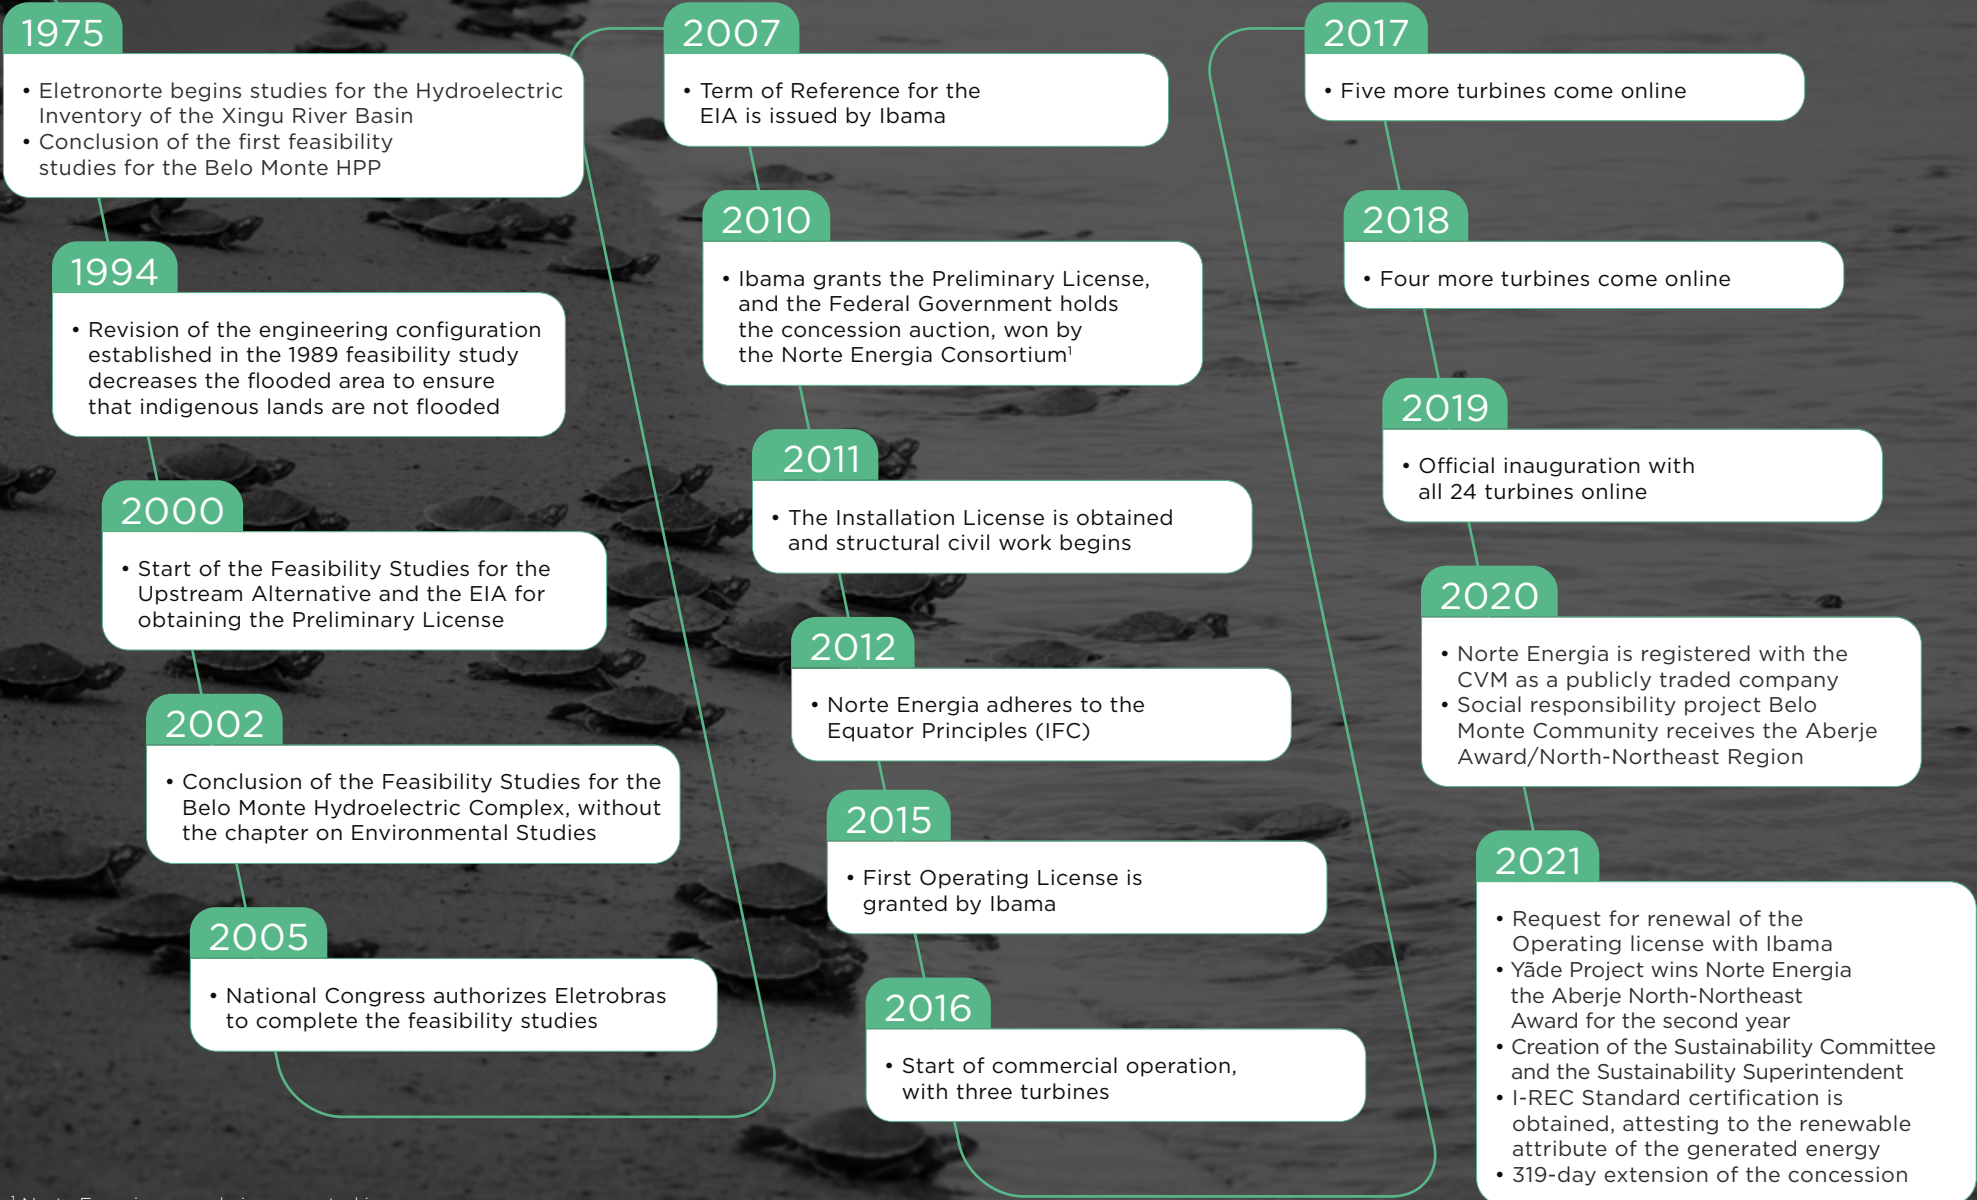 1975
• Eletronorte begins studies for the Hydroelectric
Inventory of the Xingu River Basin
• Conclusion of the first feasibility
studies for the Belo Monte HPP
1994
• Revision of the engineering configuration
established in the 1989 feasibility study
decreases the flooded area to ensure
that indigenous lands are not flooded
2000
• Start of the Feasibility Studies for the
Upstream Alternative and the EIA for
obtaining the Preliminary License
2002
• Conclusion of the Feasibility Studies for the
Belo Monte Hydroelectric Complex, without
the chapter on Environmental Studies
2005
• National Congress authorizes Eletrobras
to complete the feasibility studies
2007
• Term of Reference for the
EIA is issued by Ibama
2010
• Ibama grants the Preliminary License,
and the Federal Government holds
the concession auction, won by
the Norte Energia Consortium¹
2011
• The Installation License is obtained
and structural civil work begins
2012
• Norte Energia adheres to the
Equator Principles (IFC)
2015
• First Operating License is
granted by Ibama
2016
• Start of commercial operation,
with three turbines
2017
• Five more turbines come online
2018
• Four more turbines come online
2019
• Official inauguration with
all 24 turbines online
2020
• Norte Energia is registered with the
CVM as a publicly traded company
• Social responsibility project Belo
Monte Community receives the Aberje
Award/North-Northeast Region
2021
• Request for renewal of the
Operating license with Ibama
• Yãde Project wins Norte Energia
the Aberje North-Northeast
Award for the second year
• Creation of the Sustainability Committee
and the Sustainability Superintendent
• I-REC Standard certification is
obtained, attesting to the renewable
attribute of the generated energy
• 319-day extension of the concession